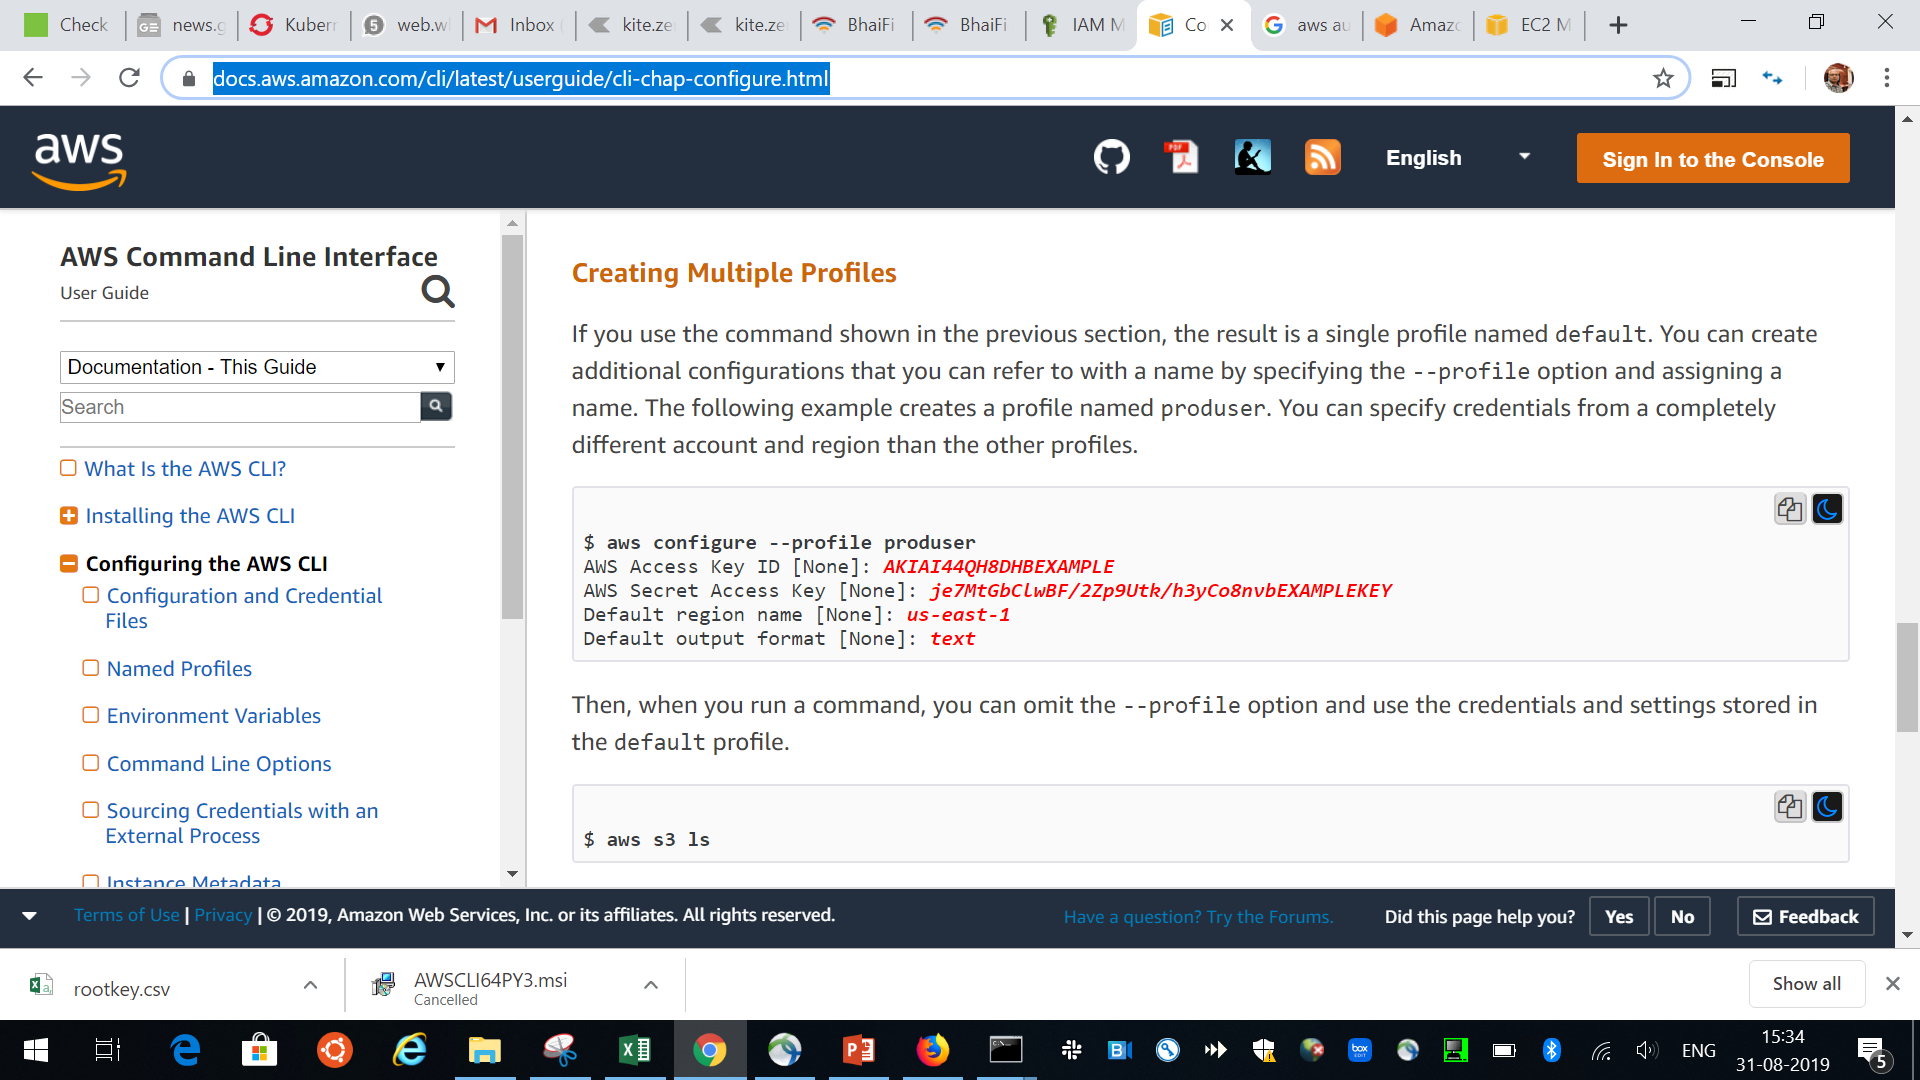 Check
news.g
Kubern
web.w
Inbox
kite.ze
kite.ze
BhaiFi
BhaiFi
IAM M
Co
aws au
Amazo
EC2 M
docs.aws.amazon.com/cli/latest/userguide/cli-chap-configure.html
aws
PDF
English
Sign In to the Console
AWS Command Line Interface
User Guide
Documentation - This Guide
Search
What Is the AWS CLI?
Installing the AWS CLI
Configuring the AWS CLI
Configuration and Credential
Files
Named Profiles
Environment Variables
Command Line Options
Sourcing Credentials with an
External Process
Instance Metadata
Creating Multiple Profiles
If you use the command shown in the previous section, the result is a single profile named default. You can create
additional configurations that you can refer to with a name by specifying the --profile option and assigning a
name. The following example creates a profile named produser. You can specify credentials from a completely
different account and region than the other profiles.
$ aws configure --profile produser
AWS Access Key ID [None]: AKIAI44QH8DHBEXAMPLE
AWS Secret Access Key [None]: je7MtGbClwBF/2Zp9Utk/h3yCo8nvbEXAMPLEKEY
Default region name [None]: us-east-1
Default output format [None]: text
Then, when you run a command, you can omit the --profile option and use the credentials and settings stored in
the default profile.
$ aws s3 ls
Terms of Use | Privacy | © 2019, Amazon Web Services, Inc. or its affiliates. All rights reserved.
Have a question? Try the Forums.
Did this page help you?
Yes
No
Feedback
rootkey.csv
AWSCLI64PY3.msi
Cancelled
Show all
ENG
15:34
31-08-2019
5